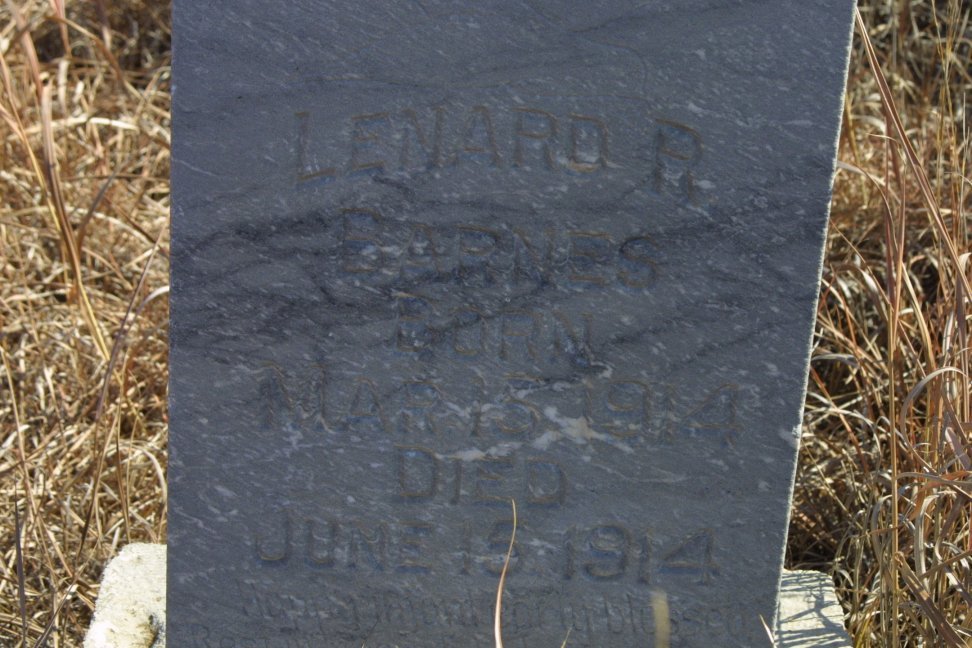 LENARD R
BARNES
BORN
MAR 15 1914
DIED
JUNE 15 1914